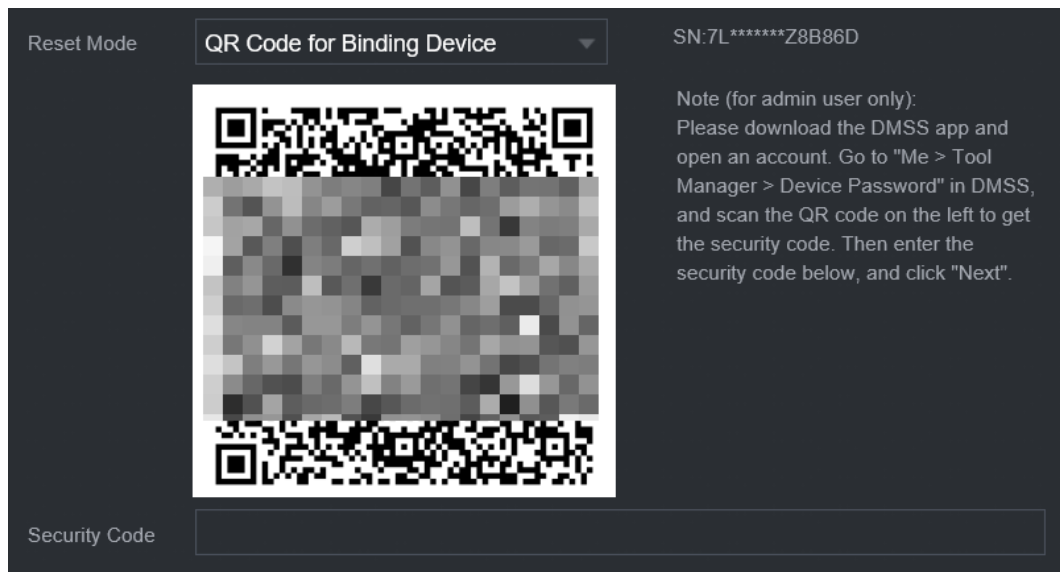 Reset Mode
QR Code for Binding Device
SN:7L*******Z8B86D
Note (for admin user only):
Please download the DMSS app and
open an account. Go to "Me > Tool
Manager > Device Password" in DMSS,
and scan the QR code on the left to get
the security code. Then enter the
security code below, and click "Next".
Security Code